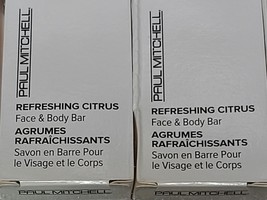 PAUL MITCHELL
REFRESHING CITRUS
Face & Body Bar
AGRUMES
RAFRAÎCHISSANTS
Savon en Barre Pour
le Visage et le Corps
PAUL MITCHELL
PAUL MITCHELL
REFRESHING CITRUS
Face & Body Bar
AGRUMES
RAFRAÎCHISSANTS
Savon en Barre Pour
le Visage et le Corps
PAUL MITCHELL